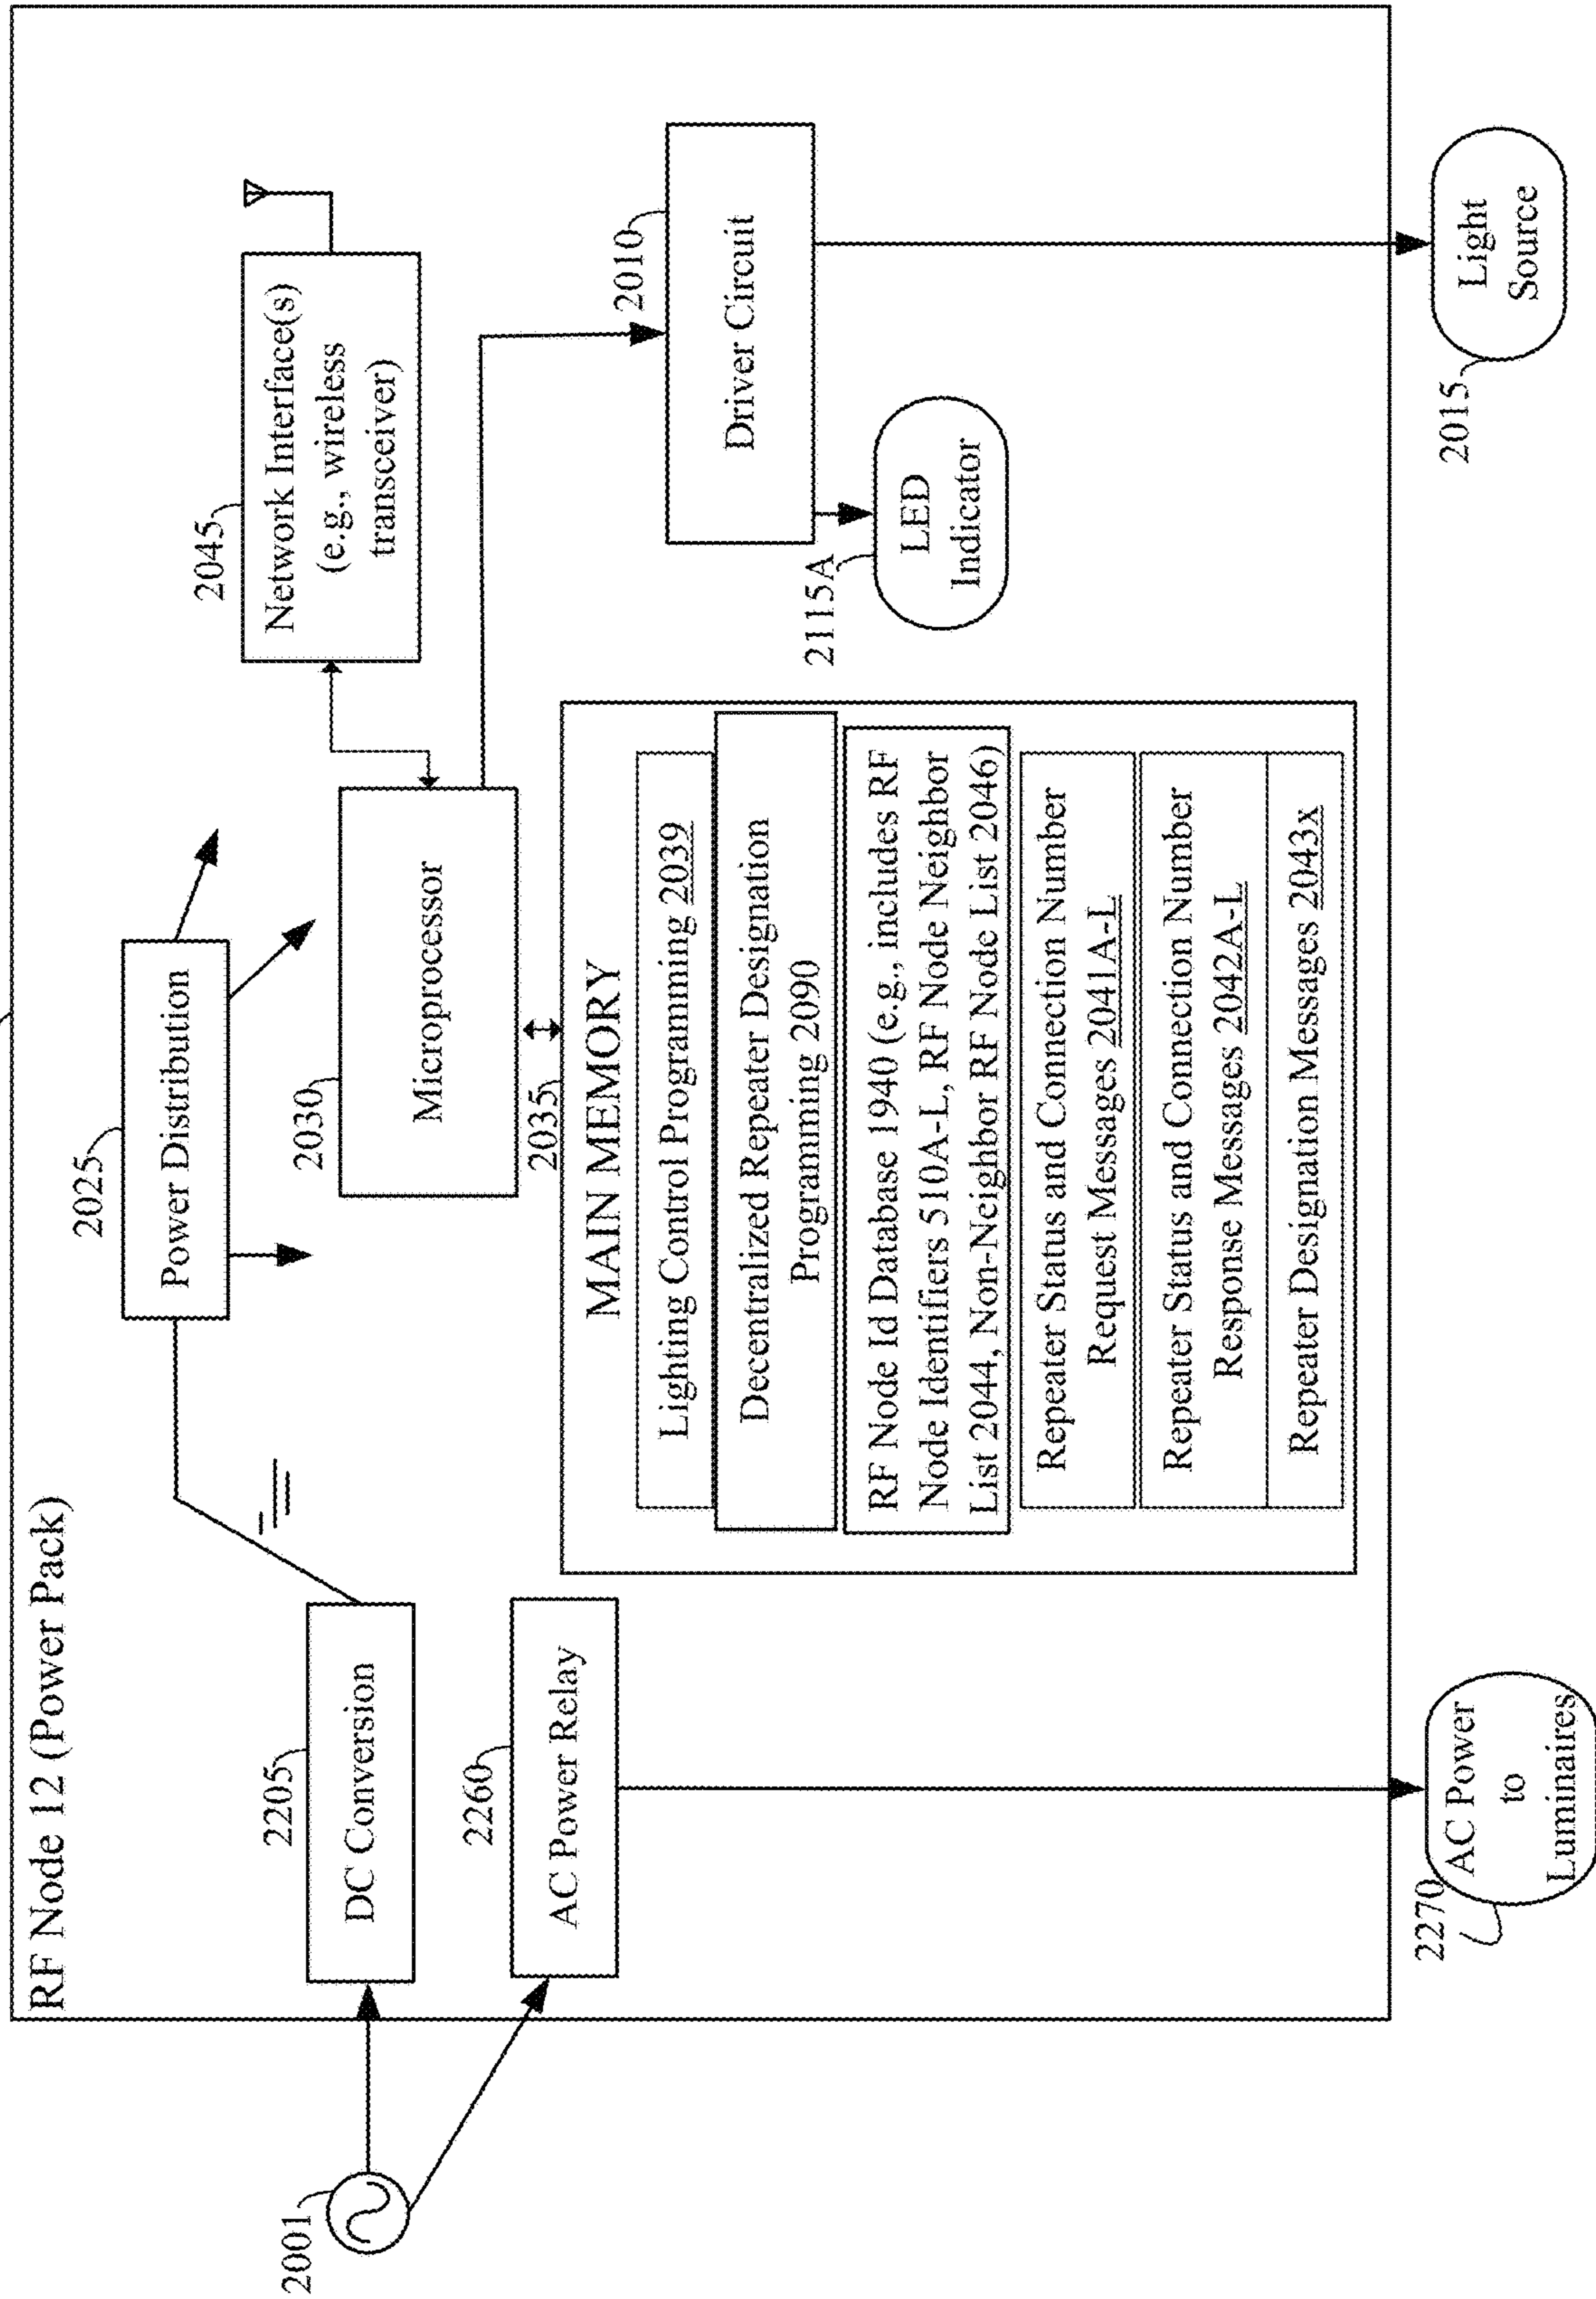 RF Node 12 (Power Pack)
2025
Power Distribution
2045
Network Interface(s)
(e.g., wireless
transceiver)
2001
2205
DC Conversion
2030
Microprocessor
2260
AC Power Relay
2035
MAIN MEMORY
Lighting Control Programming 2039
Decentralized Repeater Designation
Programming 2090
RF Node Id Database 1940 (e.g., includes RF
Node Identifiers 510A-L, RF Node Neighbor
List 2044, Non-Neighbor RF Node List 2046)
Repeater Status and Connection Number
Request Messages 2041A-L
Repeater Status and Connection Number
Response Messages 2042A-L
Repeater Designation Messages 2043x
2010
Driver Circuit
2115A
LED
Indicator
2270
AC Power
to
Luminaires
2015
Light
Source